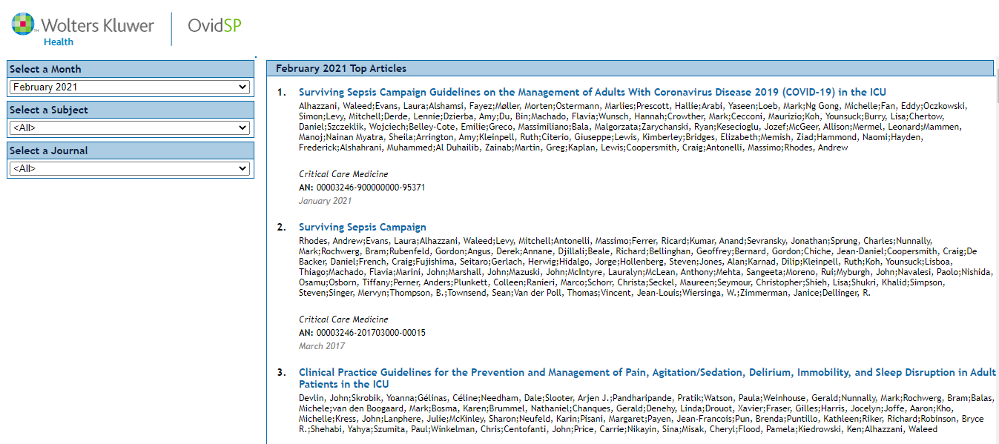 Wolters Kluwer
Health
OvidSP
Select a Month
February 2021
Select a Subject
<All>
Select a Journal
<All>
February 2021 Top Articles
1. Surviving Sepsis Campaign Guidelines on the Management of Adults With Coronavirus Disease 2019 (COVID-19) in the ICU
Alhazzani, Waleed;Evans, Laura;Alshamsi, Fayez;Møller, Morten;Ostermann, Marlies;Prescott, Hallie;Arabi, Yaseen;Loeb, Mark;Ng Gong, Michelle;Fan, Eddy;Oczkowski,
Simon;Levy, Mitchell;Derde, Lennie;Dzierba, Amy;Du, Bin;Machado, Flavia;Wunsch, Hannah;Crowther, Mark;Cecconi, Maurizio;Koh, Younsuck;Burry, Lisa;Chertow,
Daniel;Szczeklik, Wojciech;Belley-Cote, Emilie;Greco, Massimiliano;Bala, Malgorzata;Zarychanski, Ryan;Kesecioglu, Jozef;McGeer, Allison;Mermel, Leonard;Mammen,
Manoj;Nainan Myatra, Sheila;Arrington, Amy;Kleinpell, Ruth;Citerio, Giuseppe;Lewis, Kimberley;Bridges, Elizabeth;Memish, Ziad;Hammond, Naomi;Hayden,
Frederick;Alshahrani, Muhammed;Al Duhailib, Zainab;Martin, Greg;Kaplan, Lewis;Coopersmith, Craig;Antonelli, Massimo;Rhodes, Andrew
Critical Care Medicine
AN: 00003246-900000000-95371
January 2021
2. Surviving Sepsis Campaign
Rhodes, Andrew;Evans, Laura;Alhazzani, Waleed;Levy, Mitchell;Antonelli, Massimo;Ferrer, Ricard;Kumar, Anand;Sevransky, Jonathan;Sprung, Charles;Nunnally,
Mark;Rochwerg, Bram;Rubenfeld, Gordon;Angus, Derek;Annane, Djillali;Beale, Richard;Bellinghan, Geoffrey;Bernard, Gordon;Chiche, Jean-Daniel;Coopersmith, Craig;De
Backer, Daniel;French, Craig;Fujishima, Seitaro;Gerlach, Herwig;Hidalgo, Jorge;Hollenberg, Steven;Jones, Alan;Karnad, Dilip;Kleinpell, Ruth;Koh, Younsuck;Lisboa,
Thiago;Machado, Flavia;Marini, John;Marshall, John;Mazuski, John;McIntyre, Lauralyn;McLean, Anthony;Mehta, Sangeeta;Moreno, Rui;Myburgh, John;Navalesi, Paolo;Nishida,
Osamu;Osborn, Tiffany;Perner, Anders;Plunkett, Colleen;Ranieri, Marco;Schorr, Christa;Seckel, Maureen;Seymour, Christopher;Shieh, Lisa;Shukri, Khalid;Simpson,
Steven;Singer, Mervyn;Thompson, B.;Townsend, Sean;Van der Poll, Thomas;Vincent, Jean-Louis;Wiersinga, W.;Zimmerman, Janice;Dellinger, R.
Critical Care Medicine
AN: 00003246-201703000-00015
March 2017
3. Clinical Practice Guidelines for the Prevention and Management of Pain, Agitation/Sedation, Delirium, Immobility, and Sleep Disruption in Adult
Patients in the ICU
Devlin, John;Skrobik, Yoanna;Gélinas, Céline;Needham, Dale;Slooter, Arjen J.;Pandharipande, Pratik;Watson, Paula;Weinhouse, Gerald;Nunnally, Mark;Rochwerg, Bram;Balas,
Michele;van den Boogaard, Mark;Bosma, Karen;Brummel, Nathaniel;Chanques, Gerald;Denehy, Linda;Drouot, Xavier;Fraser, Gilles;Harris, Jocelyn;Joffe, Aaron;Kho,
Michelle;Kress, John;Lanphere, Julie;McKinley, Sharon;Neufeld, Karin;Pisani, Margaret;Payen, Jean-Francois;Pun, Brenda;Puntillo, Kathleen;Riker, Richard;Robinson, Bryce
R.;Shehabi, Yahya;Szumita, Paul;Winkelman, Chris;Centofanti, John;Price, Carrie;Nikayin, Sina;Misak, Cheryl;Flood, Pamela;Kiedrowski, Ken;Alhazzani, Waleed